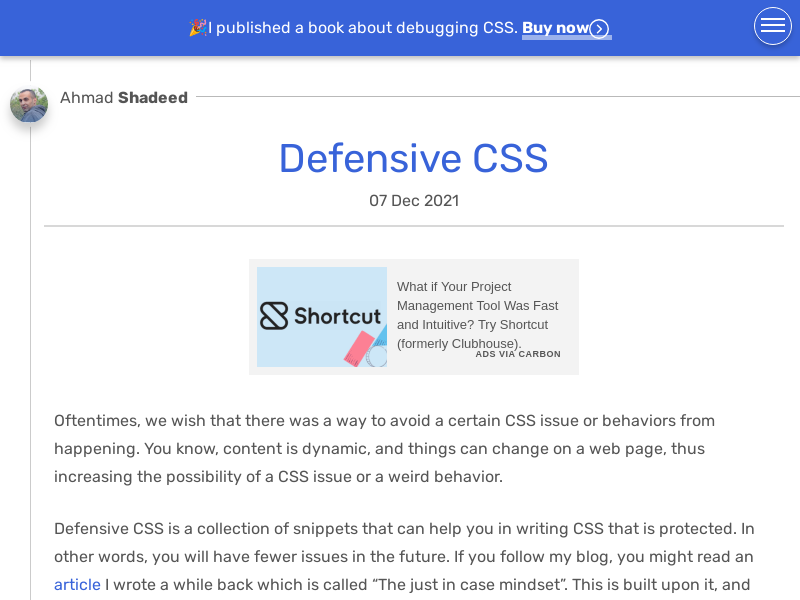 🎉I published a book about debugging CSS. Buy now
Ahmad Shadeed
Defensive CSS
07 Dec 2021
Shortcut
What if Your Project
Management Tool Was Fast
and Intuitive? Try Shortcut
(formerly Clubhouse).
ADS VIA CARBON
Oftentimes, we wish that there was a way to avoid a certain CSS issue or behaviors from
happening. You know, content is dynamic, and things can change on a web page, thus
increasing the possibility of a CSS issue or a weird behavior.
Defensive CSS is a collection of snippets that can help you in writing CSS that is protected. In
other words, you will have fewer issues in the future. If you follow my blog, you might read an
article I wrote a while back which is called “The just in case mindset”. This is built upon it, and